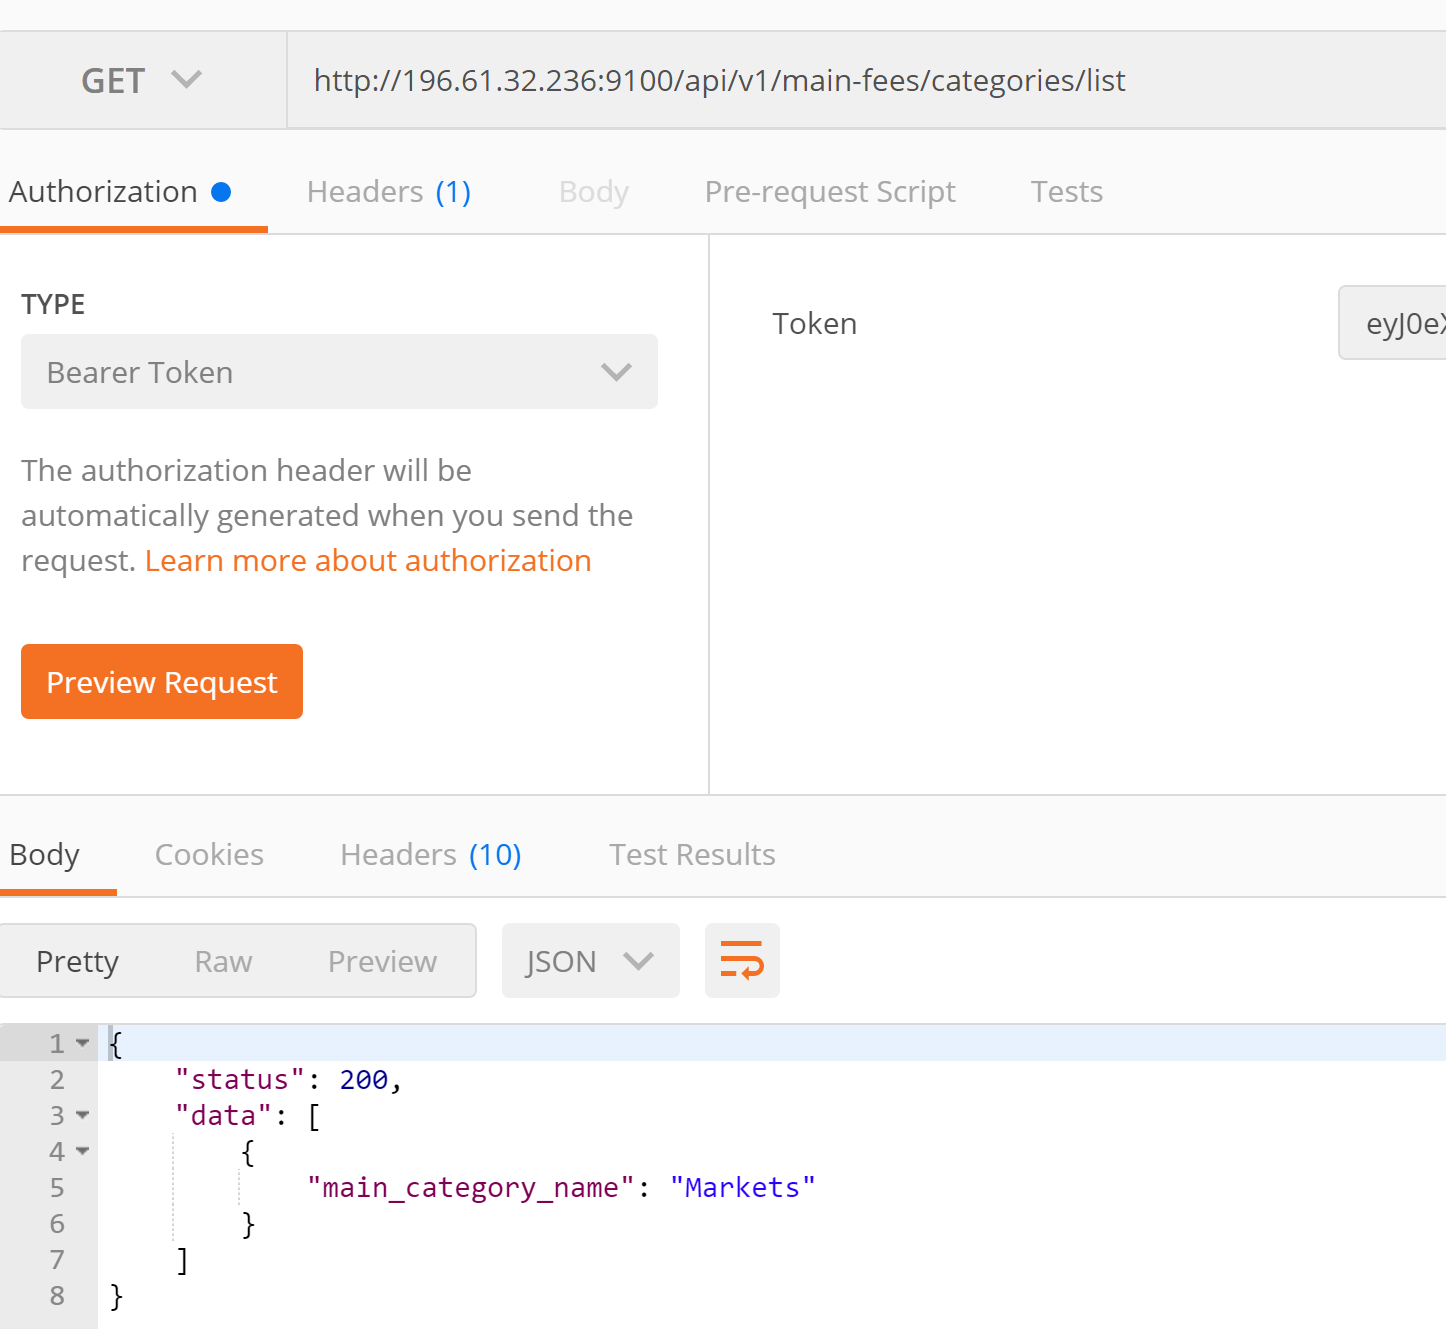 GET http://196.61.32.236:9100/api/v1/main-fees/categories/list
Authorization Headers (1) Body Pre-request Script Tests
TYPE
Bearer Token
The authorization header will be
automatically generated when you send the
request. Learn more about authorization
Preview Request
Token eyJ0eX
Body Cookies Headers (10) Test Results
Pretty Raw Preview JSON
1 {
2 "status": 200,
3 "data": [
4 {
5 "main_category_name": "Markets"
6 }
7 ]
8 }